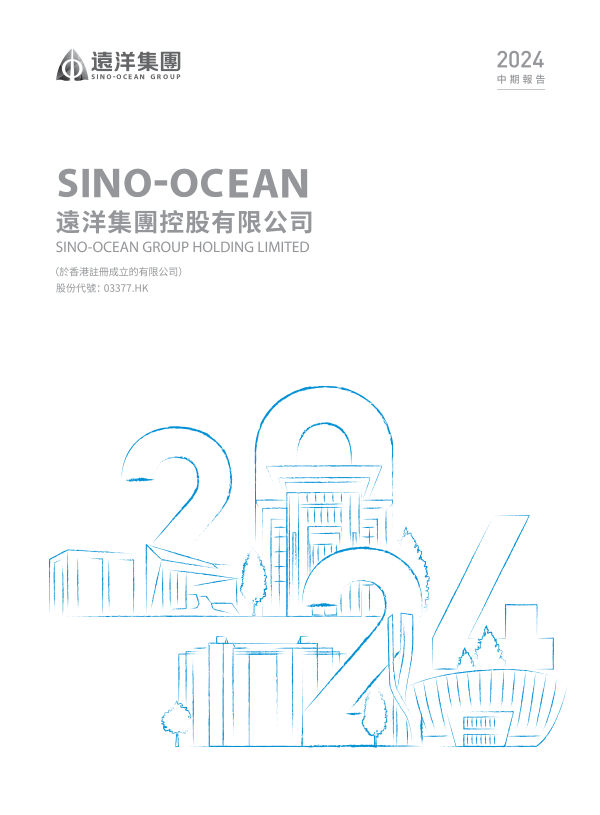 遠洋集團
SINO-OCEAN GROUP
2024
中期報告
SINO-OCEAN
遠洋集團控股有限公司
SINO-OCEAN GROUP HOLDING LIMITED
(於香港註冊成立的有限公司)
股份代號：03377.HK
2024